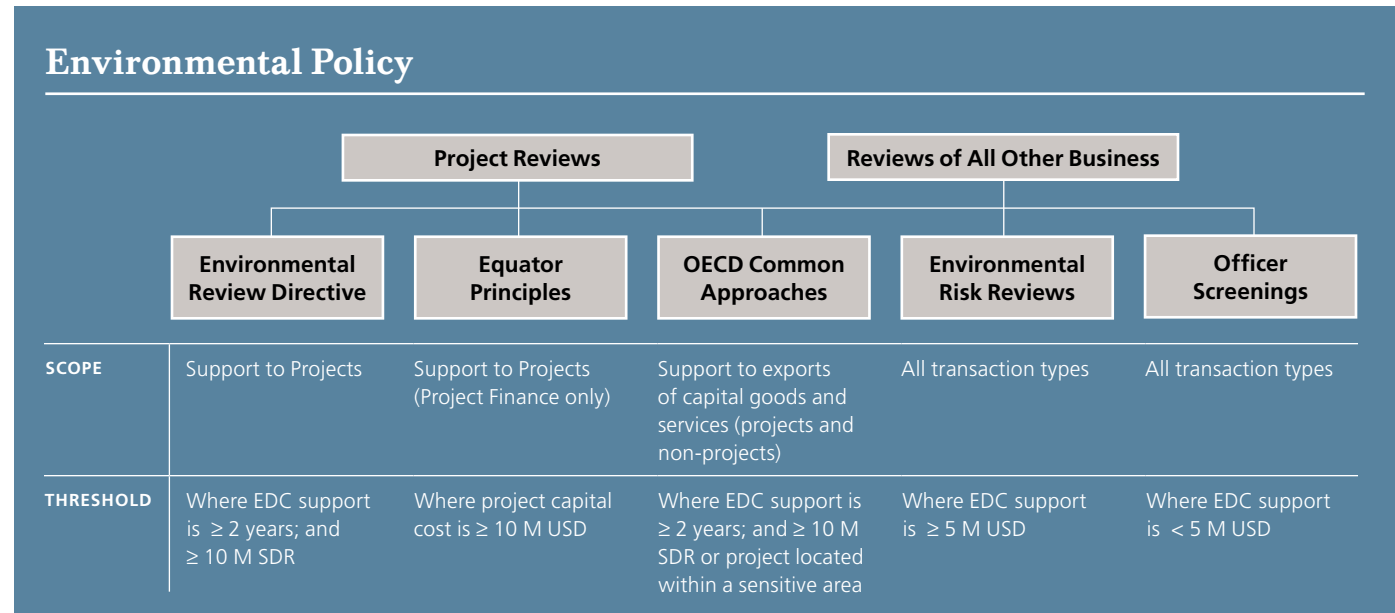 Environmental Policy
Project Reviews
Reviews of All Other Business
Environmental
Review Directive
Equator
Principles
OECD Common
Approaches
Environmental
Risk Reviews
Officer
Screenings
SCOPE
Support to Projects
Support to Projects
(Project Finance only)
Support to exports
of capital goods and
services (projects and
non-projects)
All transaction types
All transaction types
THRESHOLD
Where EDC support
is ≥ 2 years; and
≥ 10 M SDR
Where project capital
cost is ≥ 10 M USD
Where EDC support is
≥ 2 years; and ≥ 10 M
SDR or project located
within a sensitive area
Where EDC support
is ≥ 5 M USD
Where EDC support
is < 5 M USD